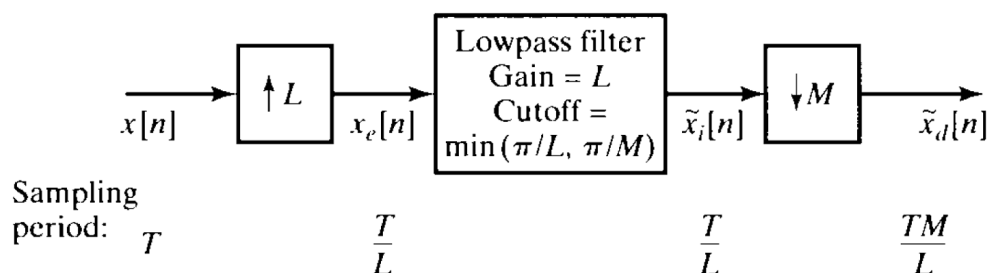 Lowpass filter
Gain = L
Cutoff =
min (π/L, π/M)
↑ L
↓ M
x[n]
x_e[n]
x̃_i[n]
x̃_d[n]
Sampling
period:
T
T/L
T/L
TM/L